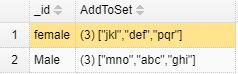 _id AddToSet
1 female (3) ["jkl","def","pqr"]
2 Male (3) ["mno","abc","ghi"]